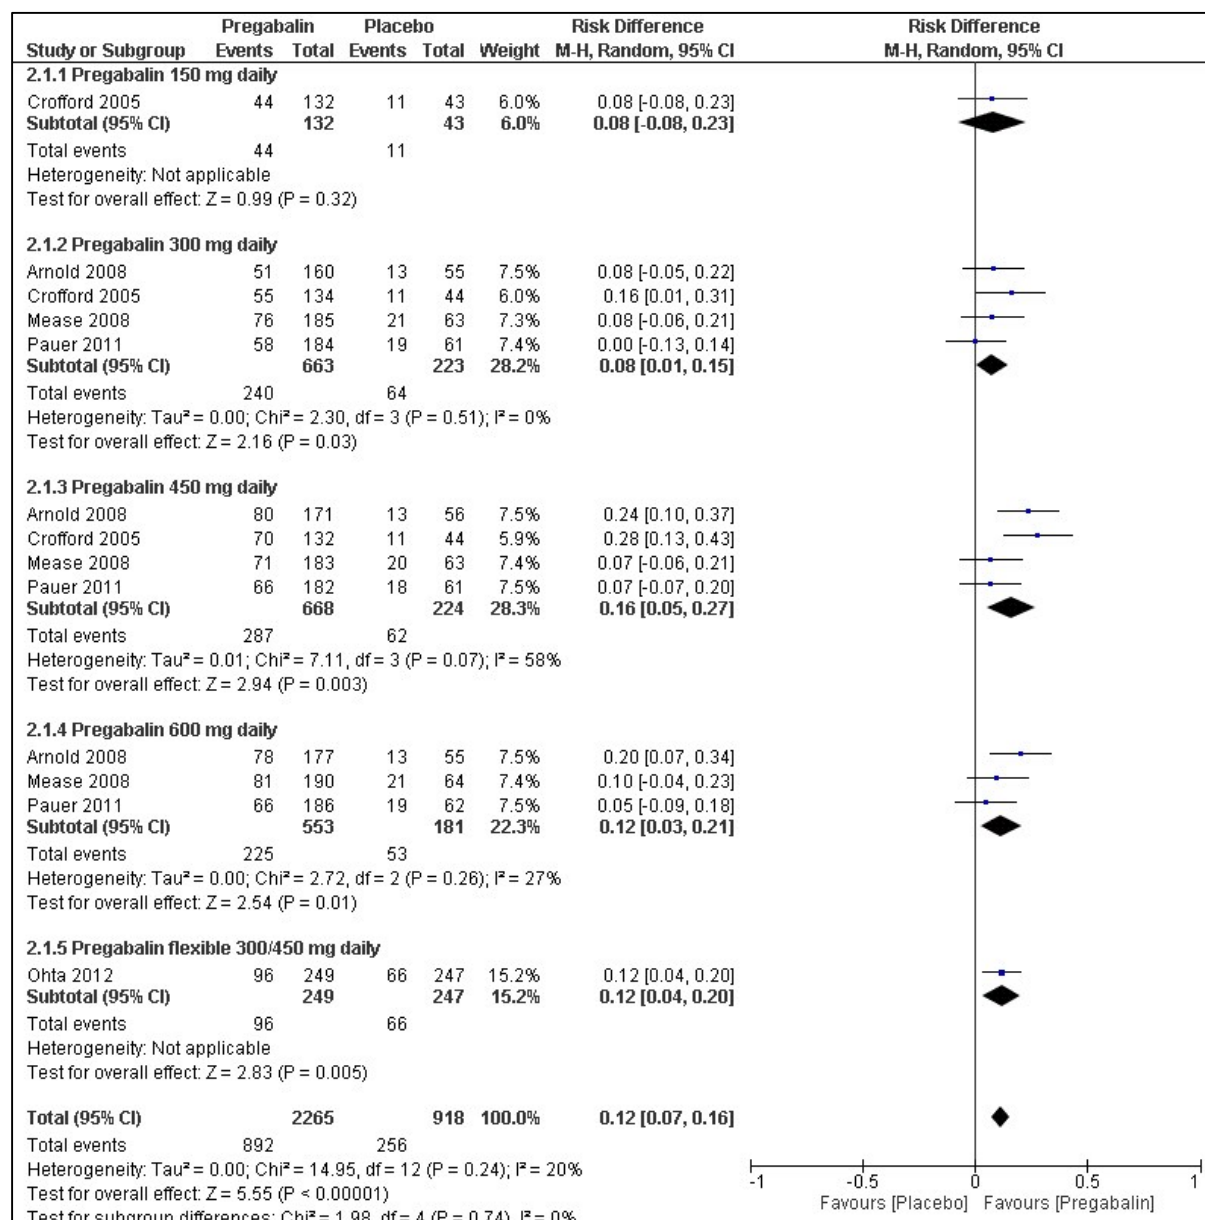 Pregabalin Placebo Risk Difference Risk Difference
Study or Subgroup Events Total Events Total Weight M-H, Random, 95% CI M-H, Random, 95% CI
2.1.1 Pregabalin 150 mg daily
Crofford 2005 44 132 11 43 6.0% 0.08 [-0.08, 0.23]
Subtotal (95% CI) 132 43 6.0% 0.08 [-0.08, 0.23]
Total events 44 11
Heterogeneity: Not applicable
Test for overall effect: Z = 0.99 (P = 0.32)
2.1.2 Pregabalin 300 mg daily
Arnold 2008 51 160 13 55 7.5% 0.08 [-0.05, 0.22]
Crofford 2005 55 134 11 44 6.0% 0.16 [0.01, 0.31]
Mease 2008 76 185 21 63 7.3% 0.08 [-0.06, 0.21]
Pauer 2011 58 184 19 61 7.4% 0.00 [-0.13, 0.14]
Subtotal (95% CI) 663 223 28.2% 0.08 [0.01, 0.15]
Total events 240 64
Heterogeneity: Tau² = 0.00; Chi² = 2.30, df = 3 (P = 0.51); I² = 0%
Test for overall effect: Z = 2.16 (P = 0.03)
2.1.3 Pregabalin 450 mg daily
Arnold 2008 80 171 13 56 7.5% 0.24 [0.10, 0.37]
Crofford 2005 70 132 11 44 5.9% 0.28 [0.13, 0.43]
Mease 2008 71 183 20 63 7.4% 0.07 [-0.06, 0.21]
Pauer 2011 66 182 18 61 7.5% 0.07 [-0.07, 0.20]
Subtotal (95% CI) 668 224 28.3% 0.16 [0.05, 0.27]
Total events 287 62
Heterogeneity: Tau² = 0.01; Chi² = 7.11, df = 3 (P = 0.07); I² = 58%
Test for overall effect: Z = 2.94 (P = 0.003)
2.1.4 Pregabalin 600 mg daily
Arnold 2008 78 177 13 55 7.5% 0.20 [0.07, 0.34]
Mease 2008 81 190 21 64 7.4% 0.10 [-0.04, 0.23]
Pauer 2011 66 186 19 62 7.5% 0.05 [-0.09, 0.18]
Subtotal (95% CI) 553 181 22.3% 0.12 [0.03, 0.21]
Total events 225 53
Heterogeneity: Tau² = 0.00; Chi² = 2.72, df = 2 (P = 0.26); I² = 27%
Test for overall effect: Z = 2.54 (P = 0.01)
2.1.5 Pregabalin flexible 300/450 mg daily
Ohta 2012 96 249 66 247 15.2% 0.12 [0.04, 0.20]
Subtotal (95% CI) 249 247 15.2% 0.12 [0.04, 0.20]
Total events 96 66
Heterogeneity: Not applicable
Test for overall effect: Z = 2.83 (P = 0.005)
Total (95% CI) 2265 918 100.0% 0.12 [0.07, 0.16]
Total events 892 256
Heterogeneity: Tau² = 0.00; Chi² = 14.95, df = 12 (P = 0.24); I² = 20%
Test for overall effect: Z = 5.55 (P < 0.00001)
Test for subgroup differences: Chi² = 1.98, df = 4 (P = 0.74), I² = 0%
-1 -0.5 0 0.5 1
Favours [Placebo] Favours [Pregabalin]